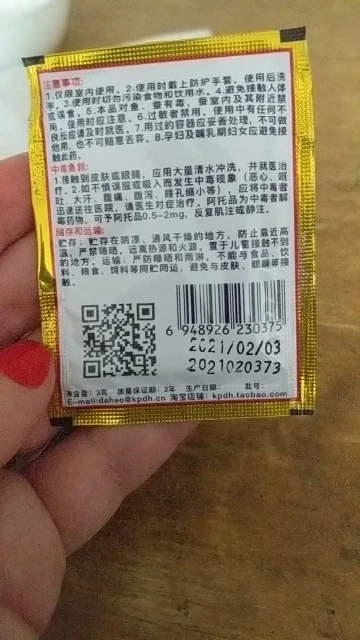 注意事项:
1.仅限室内使用。2.使用时戴上防护手套,使用后洗
手。3.使用时切勿污染食物和饮用水。4.避免接触人体
或误食。5.本品对鱼、蚕有毒,蚕室内及其附近禁
用。使用时应注意。6.过敏者禁用。使用中有任何不
良反应请及时就医。7.用过的容器应妥善处理,不可做
他用,也不可随意丢弃。8.孕妇及哺乳期妇女应避免接
触此药。
中毒急救:
1.接触到皮肤或眼睛,应用大量清水冲洗,并就医治
疗。2.如不慎误服或吸入而发生中毒现象(恶心、呕
吐、大汗、腹痛、腹泻、瞳孔缩小等),应将中毒者
迅速送往医院,请医生对症治疗。阿托品为中毒者解
毒药物,可予阿托品0.5-2mg,反复肌注或静注。
储存和运输:
贮存:贮存在阴凉、通风干燥的地方,防止靠近高
温,严禁曝晒。远离热源和火源。置于儿童接触不到
的地方。运输:严防曝晒和雨淋,不能与食品、饮
料、粮食、饲料等同贮同运,避免与皮肤、眼睛等接
触。
6 948926 230375
2021/02/03
2021020373
含量:3克 质量保证期:2年 生产日期: 批号:
E-mail:dahao@kpdh.cn 淘宝店铺:kpdh.taobao.com